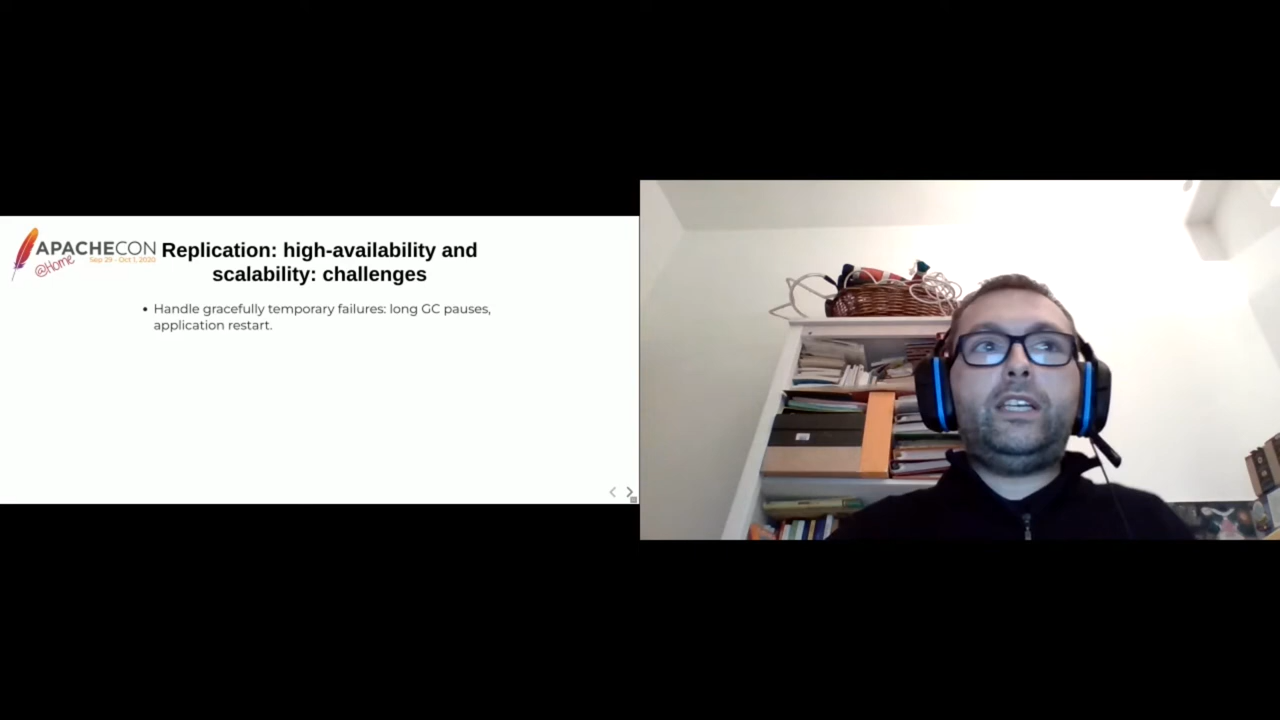 APACHECON
@Home
Sep 29 - Oct 1, 2020
Replication: high-availability and
scalability: challenges
• Handle gracefully temporary failures: long GC pauses,
application restart.